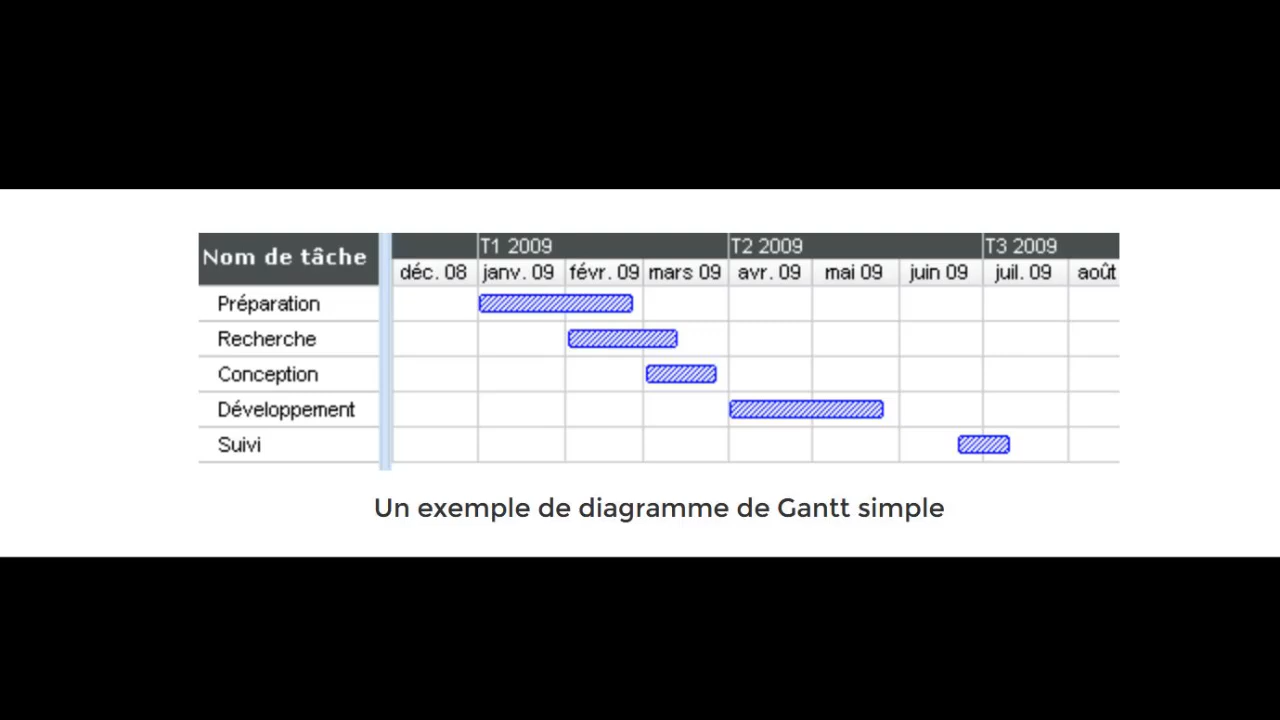 Nom de tâche
T1 2009 T2 2009 T3 2009
déc. 08 janv. 09 févr. 09 mars 09 avr. 09 mai 09 juin 09 juil. 09 août
Préparation
Recherche
Conception
Développement
Suivi
Un exemple de diagramme de Gantt simple